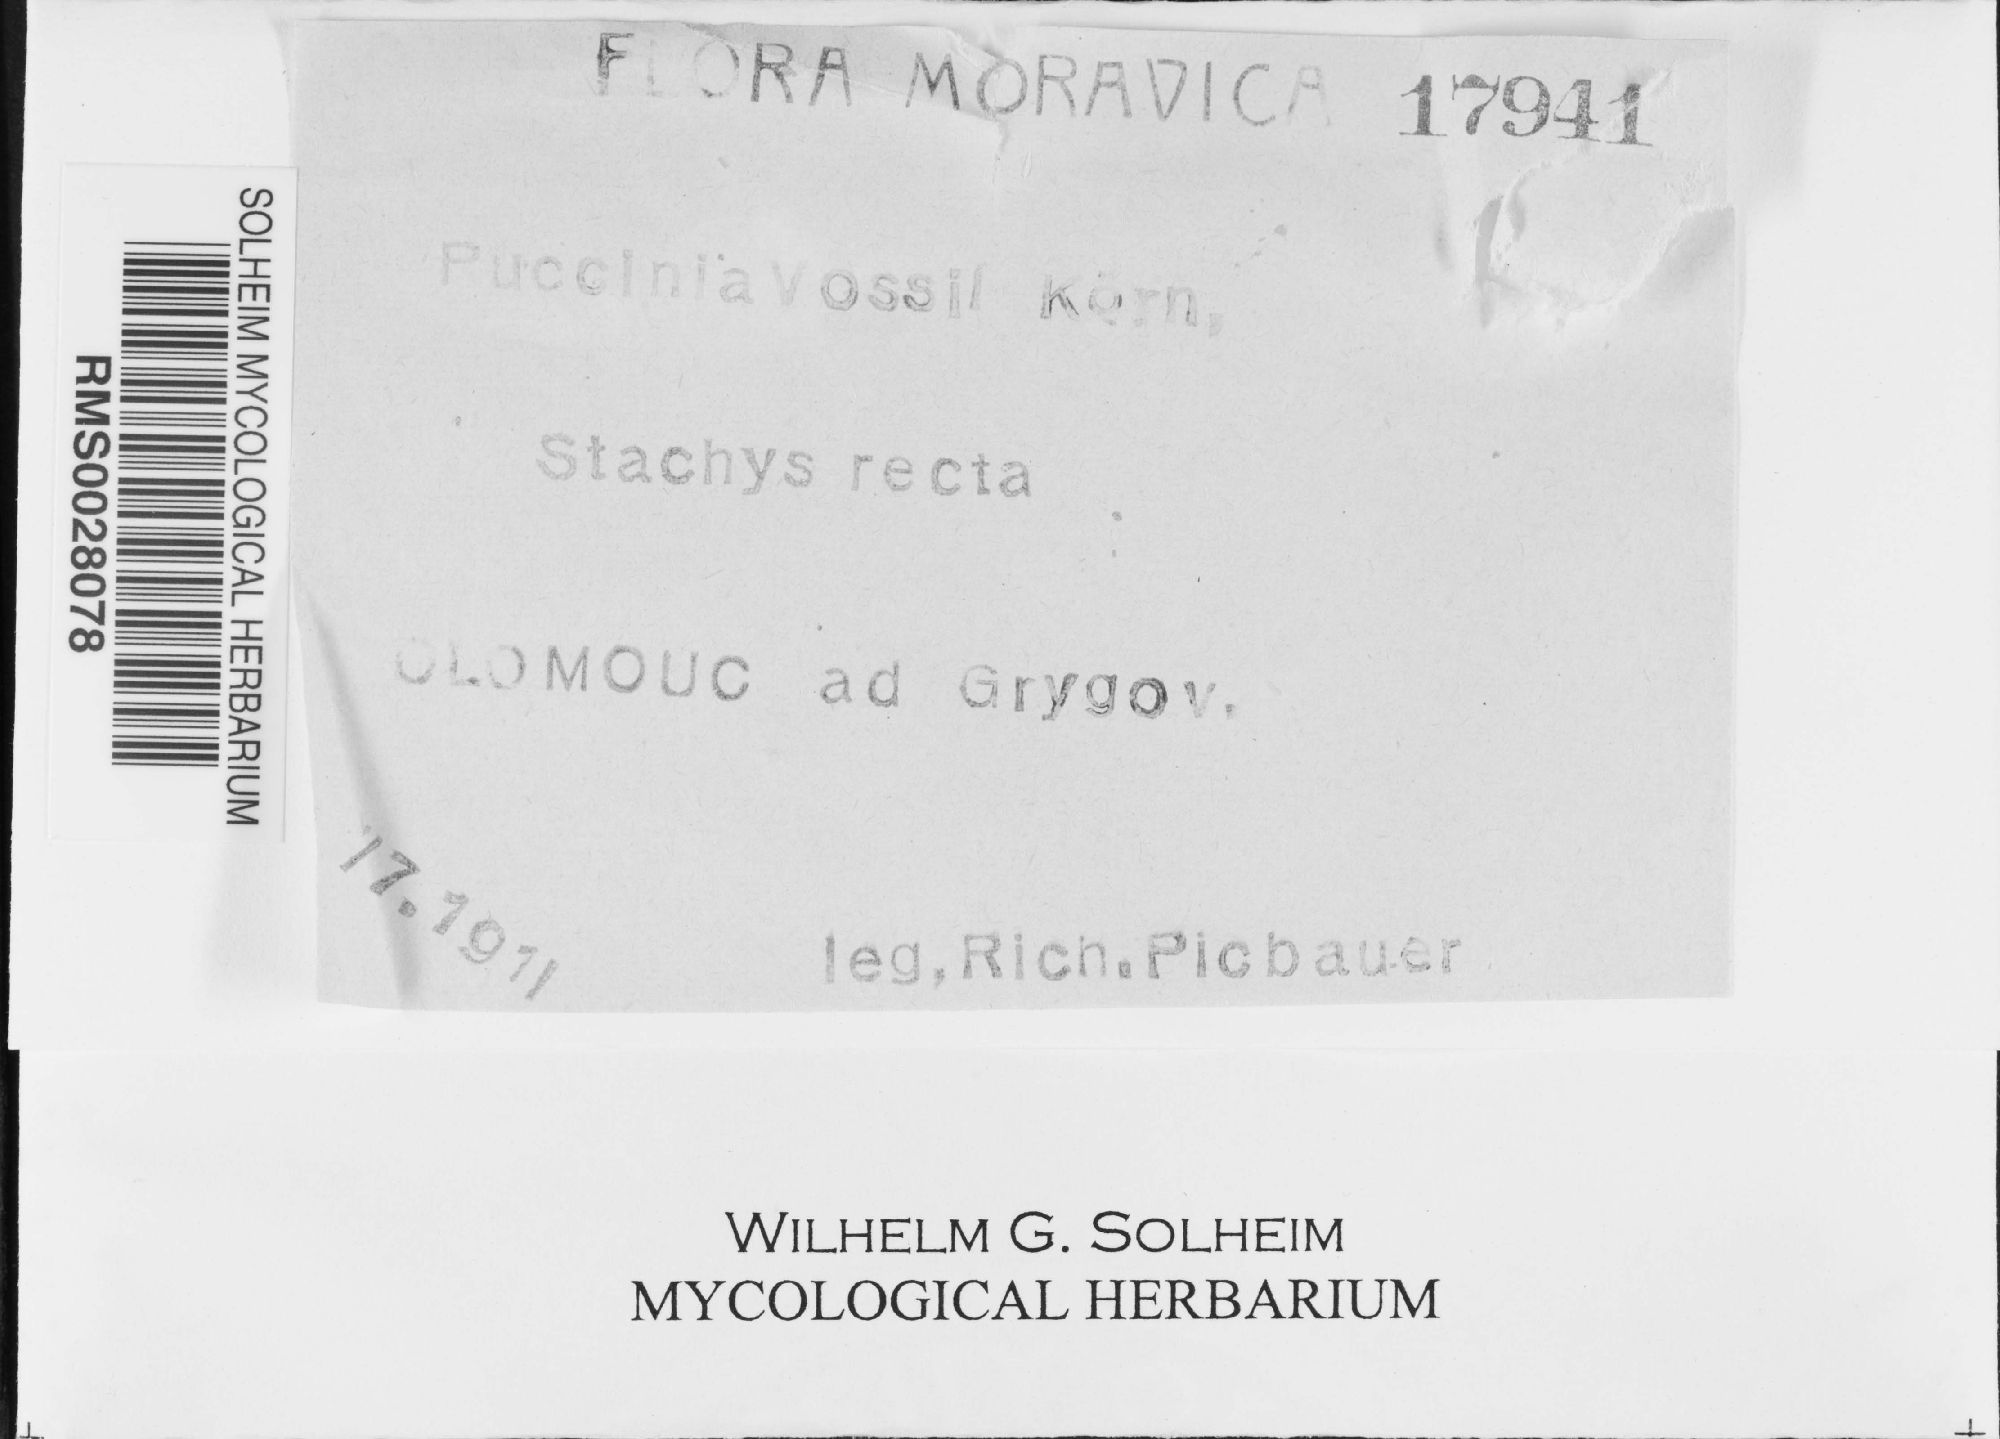 FLORA MORAVICA 17941
Puccinia Vossii Körn,
Stachys recta
OLOMOUC ad Grygov.
17.1911
leg, Rich. Picbauer
SOLHEIM MYCOLOGICAL HERBARIUM
RMS0028078
WILHELM G. SOLHEIM
MYCOLOGICAL HERBARIUM